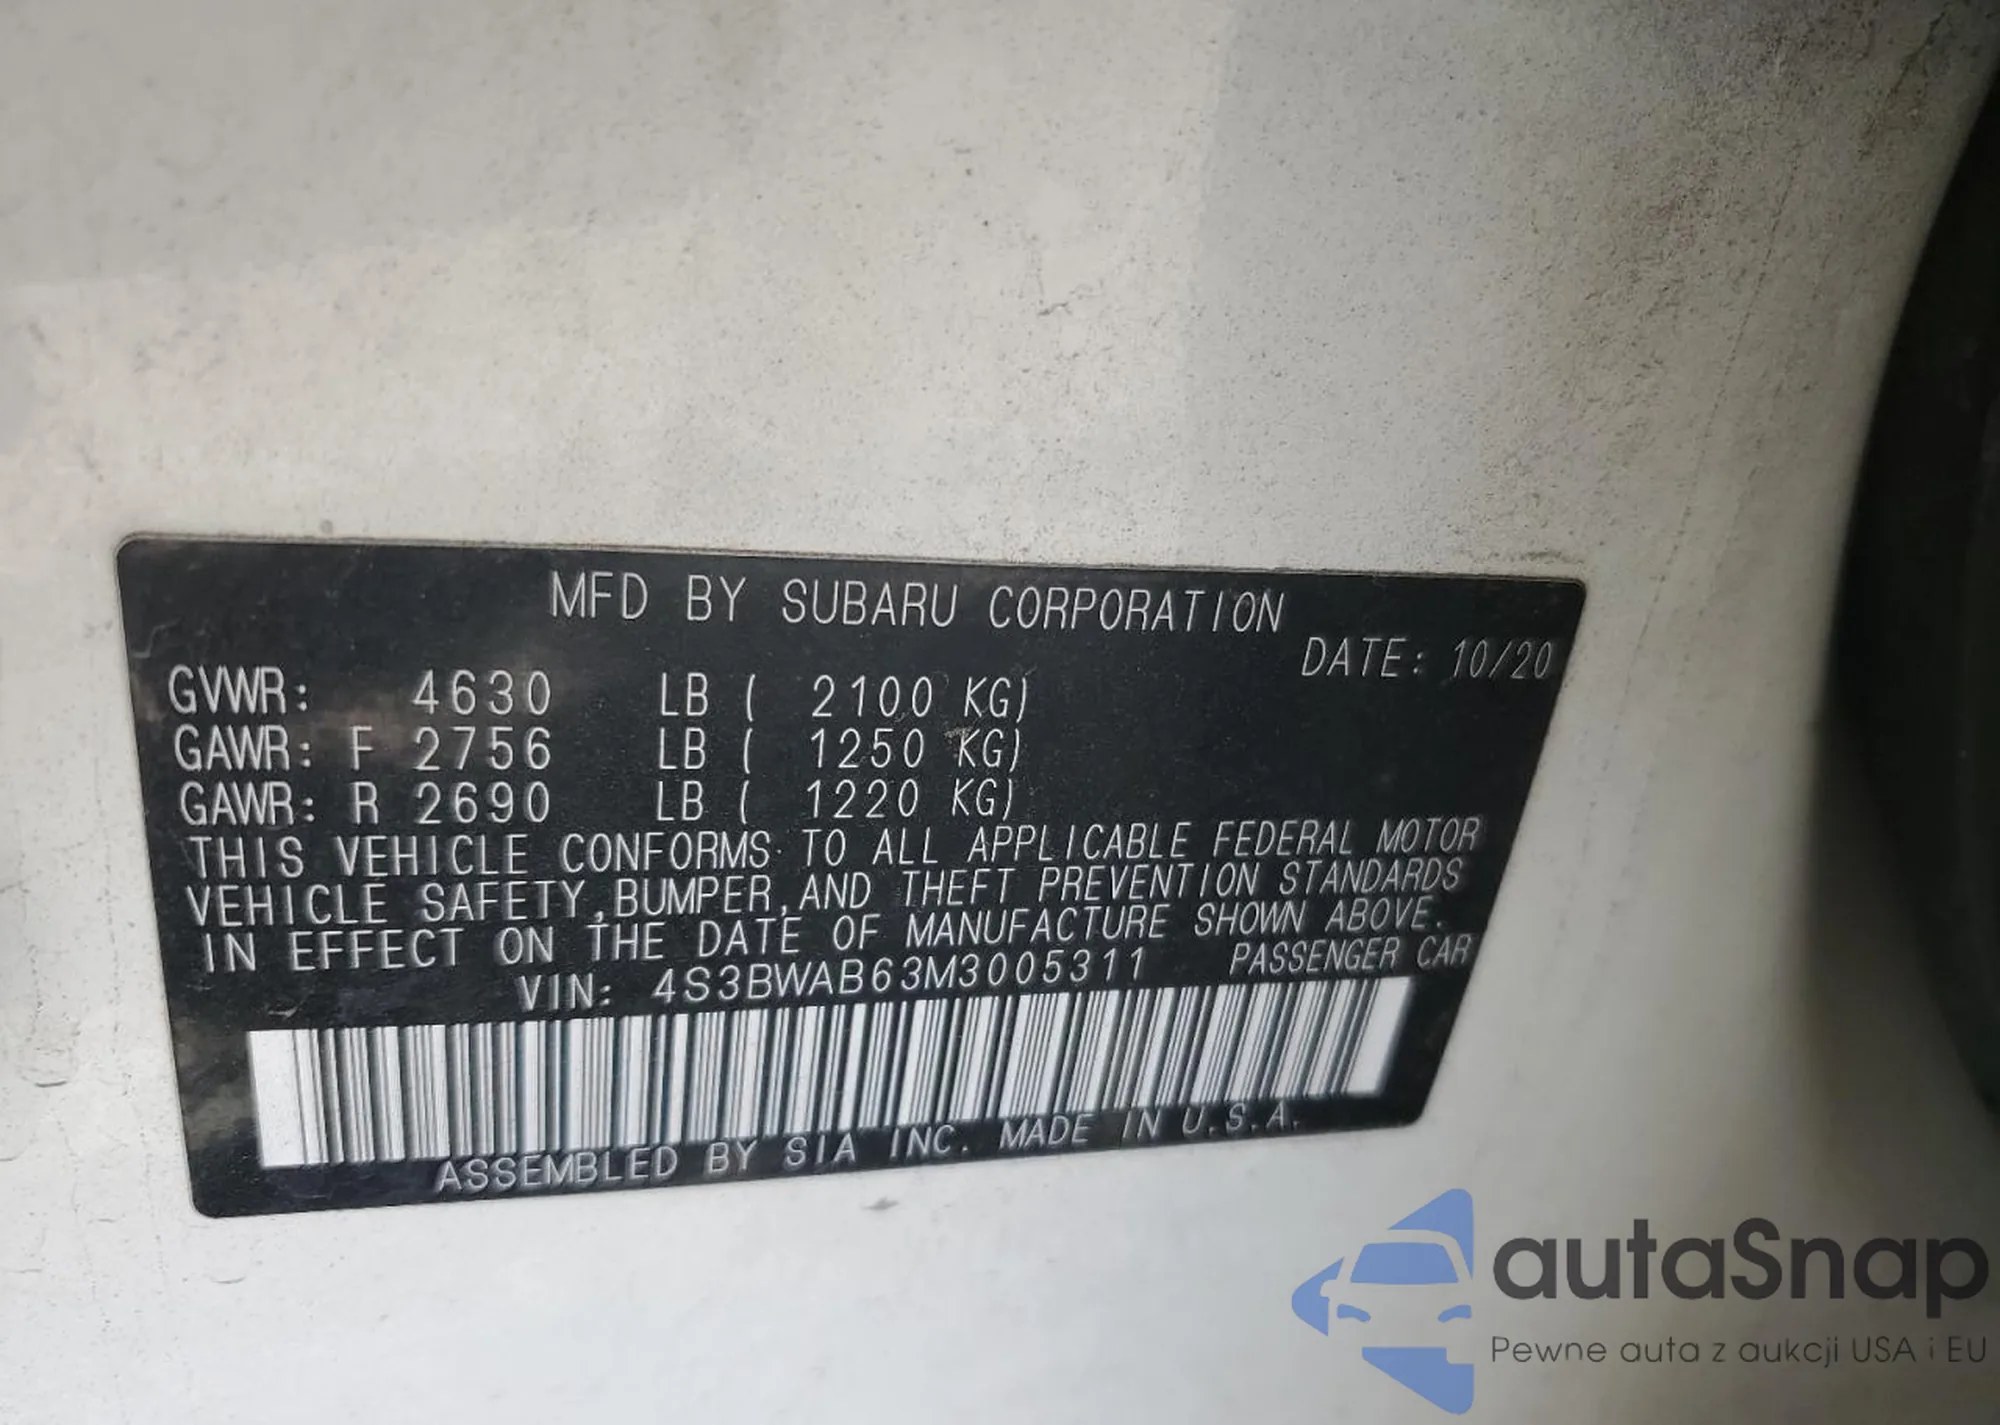 MFD BY SUBARU CORPORATION
DATE: 10/20
GVWR: 4630 LB ( 2100 KG)
GAWR: F 2756 LB ( 1250 KG)
GAWR: R 2690 LB ( 1220 KG)
THIS VEHICLE CONFORMS TO ALL APPLICABLE FEDERAL MOTOR
VEHICLE SAFETY,BUMPER,AND THEFT PREVENTION STANDARDS
IN EFFECT ON THE DATE OF MANUFACTURE SHOWN ABOVE.
VIN: 4S3BWAB63M3005311 PASSENGER CAR
ASSEMBLED BY SIA INC. MADE IN U.S.A.
autaSnap
Pewne auta z aukcji USA i EU